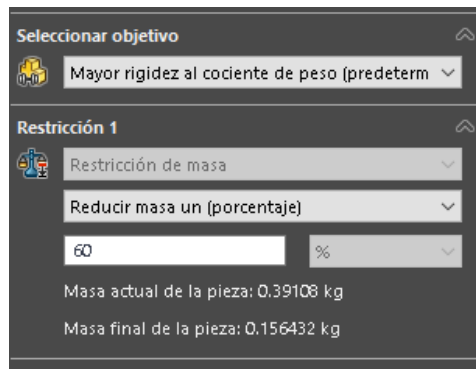 Seleccionar objetivo
Mayor rigidez al cociente de peso (predeterm
Restricción 1
Restricción de masa
Reducir masa un (porcentaje)
60 %
Masa actual de la pieza: 0.39108 kg
Masa final de la pieza: 0.156432 kg